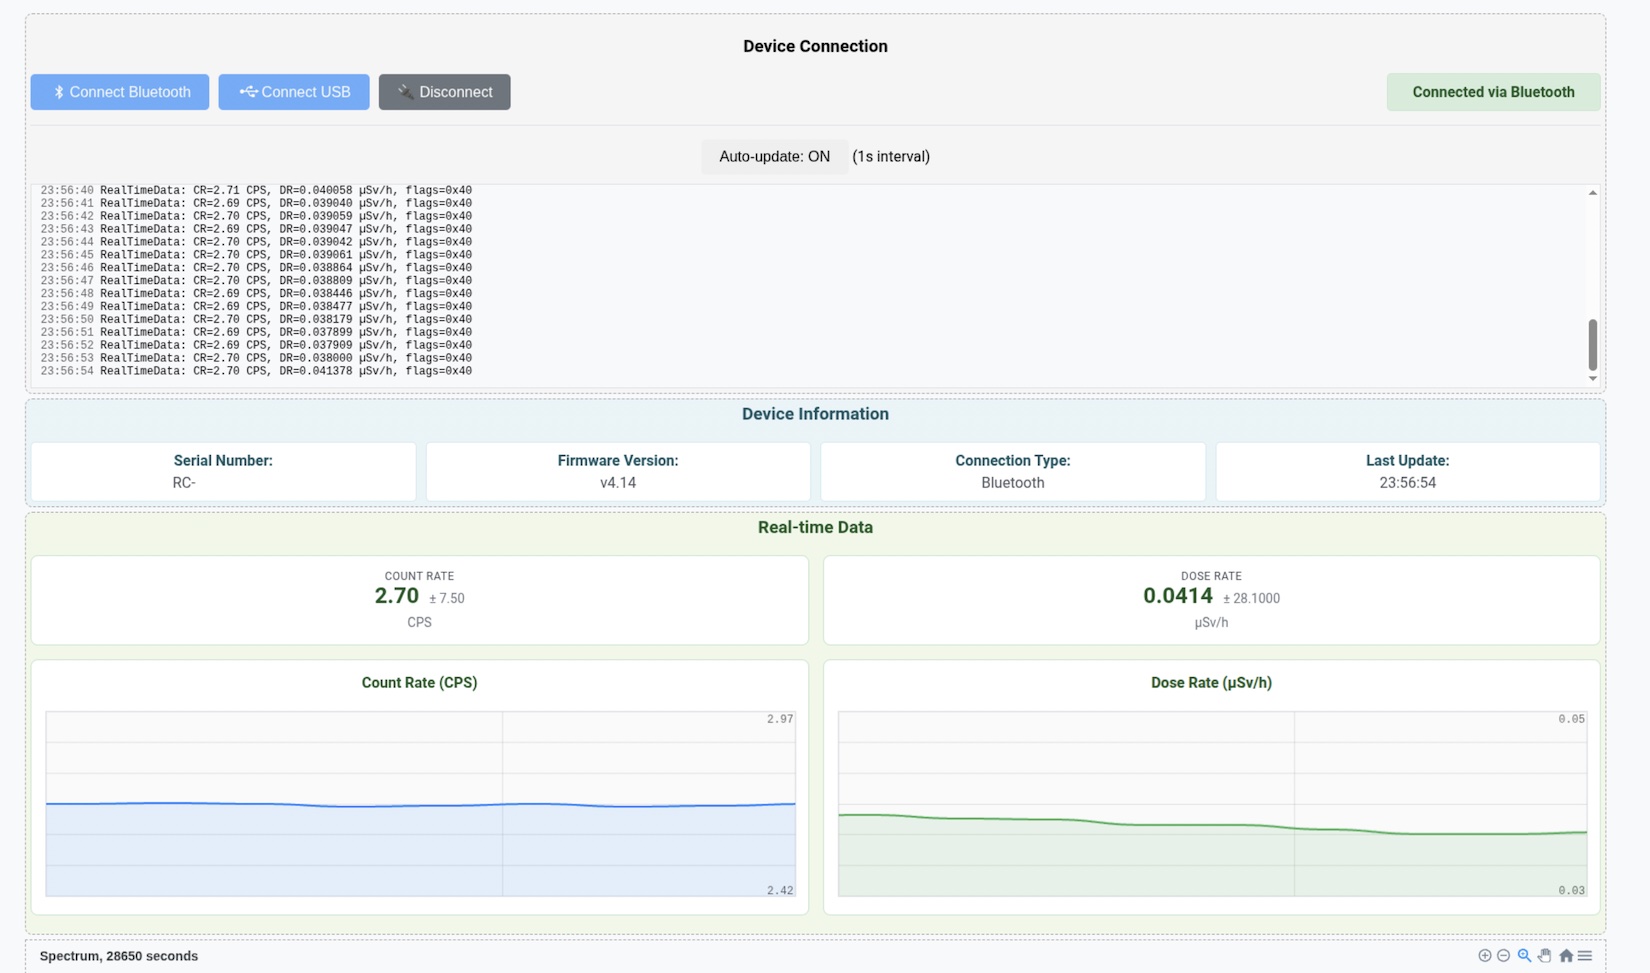 Device Connection
Connect Bluetooth Connect USB Disconnect Connected via Bluetooth
Auto-update: ON (1s interval)
23:56:40 RealTimeData: CR=2.71 CPS, DR=0.040058 µSv/h, flags=0x40
23:56:41 RealTimeData: CR=2.69 CPS, DR=0.039040 µSv/h, flags=0x40
23:56:42 RealTimeData: CR=2.70 CPS, DR=0.039059 µSv/h, flags=0x40
23:56:43 RealTimeData: CR=2.69 CPS, DR=0.039047 µSv/h, flags=0x40
23:56:44 RealTimeData: CR=2.70 CPS, DR=0.039042 µSv/h, flags=0x40
23:56:45 RealTimeData: CR=2.70 CPS, DR=0.039061 µSv/h, flags=0x40
23:56:46 RealTimeData: CR=2.70 CPS, DR=0.038864 µSv/h, flags=0x40
23:56:47 RealTimeData: CR=2.70 CPS, DR=0.038809 µSv/h, flags=0x40
23:56:48 RealTimeData: CR=2.69 CPS, DR=0.038446 µSv/h, flags=0x40
23:56:49 RealTimeData: CR=2.69 CPS, DR=0.038477 µSv/h, flags=0x40
23:56:50 RealTimeData: CR=2.70 CPS, DR=0.038179 µSv/h, flags=0x40
23:56:51 RealTimeData: CR=2.69 CPS, DR=0.037899 µSv/h, flags=0x40
23:56:52 RealTimeData: CR=2.69 CPS, DR=0.037909 µSv/h, flags=0x40
23:56:53 RealTimeData: CR=2.70 CPS, DR=0.038000 µSv/h, flags=0x40
23:56:54 RealTimeData: CR=2.70 CPS, DR=0.041378 µSv/h, flags=0x40
Device Information
Serial Number: Firmware Version: Connection Type: Last Update:
RC- v4.14 Bluetooth 23:56:54
Real-time Data
COUNT RATE
2.70 ± 7.50
CPS
DOSE RATE
0.0414 ± 28.1000
µSv/h
Count Rate (CPS)
2.97
2.42
Dose Rate (µSv/h)
0.05
0.03
Spectrum, 28650 seconds